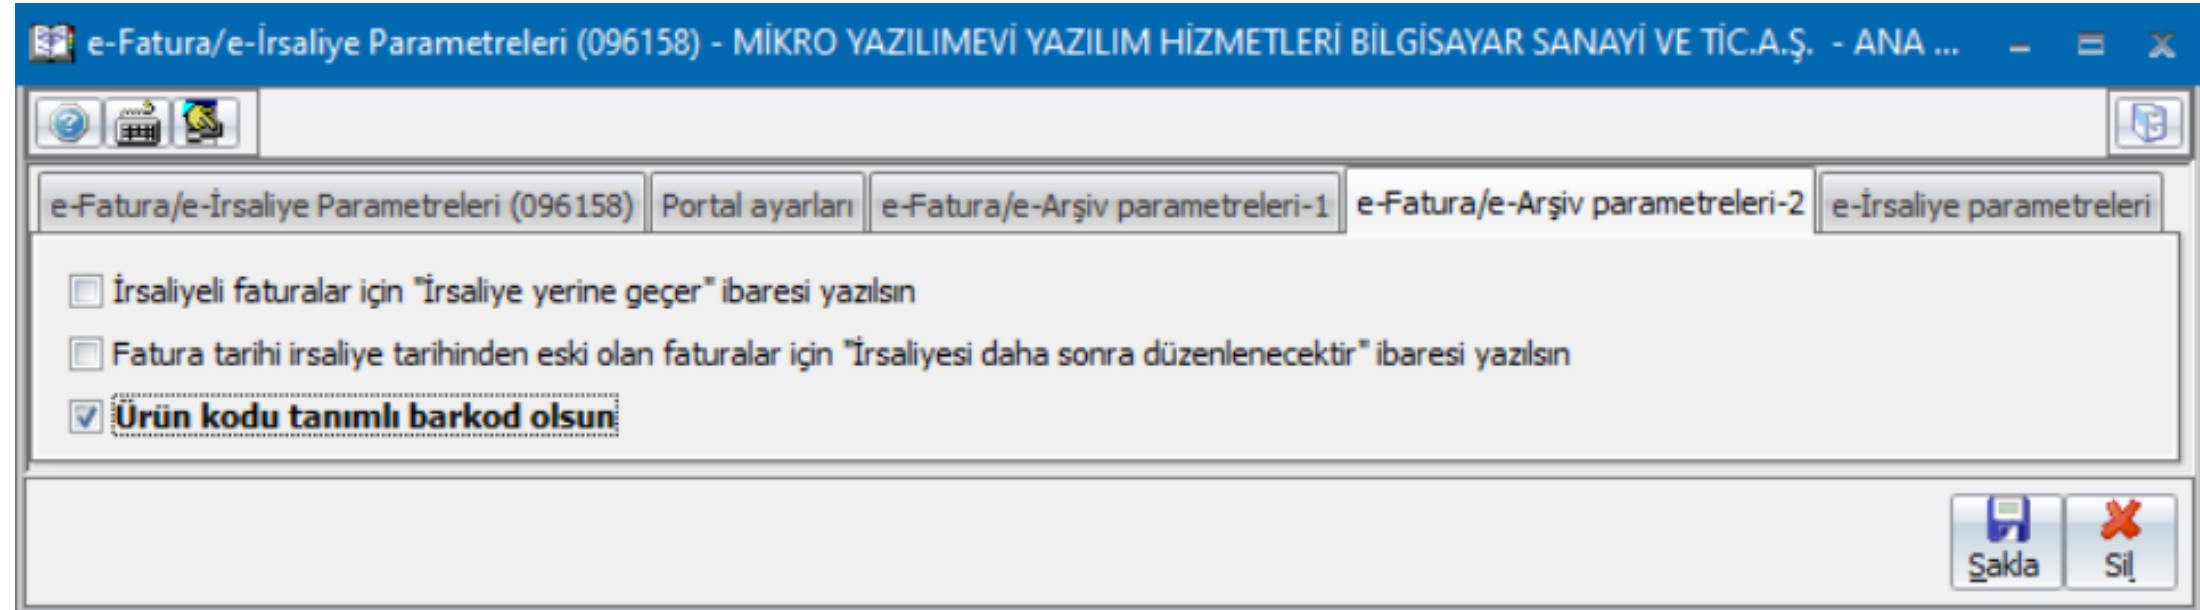 e-Fatura/e-İrsaliye Parametreleri (096158) - MİKRO YAZILIMEVİ YAZILIM HİZMETLERİ BİLGİSAYAR SANAYİ VE TİC.A.Ş. - ANA ...
e-Fatura/e-İrsaliye Parametreleri (096158) Portal ayarları e-Fatura/e-Arşiv parametreleri-1 e-Fatura/e-Arşiv parametreleri-2 e-İrsaliye parametreleri
İrsaliyeli faturalar için "İrsaliye yerine geçer" ibaresi yazılsın
Fatura tarihi irsaliye tarihinden eski olan faturalar için "İrsaliyesi daha sonra düzenlenecektir" ibaresi yazılsın
Ürün kodu tanımlı barkod olsun
Sakla Sil